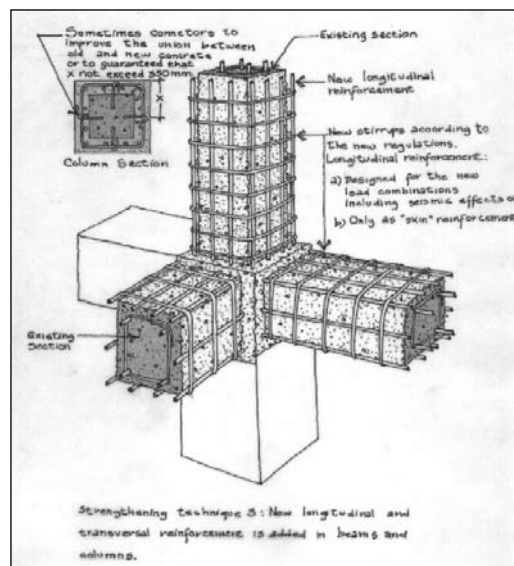 Sometimes connectors to
improve the union between
old and new concrete
or to guaranteed that
x not exceed 350mm.
x
Column Section
Existing section
New longitudinal
reinforcement
New stirrups according to
the new regulations.
Longitudinal reinforcement:
a) Designed for the new
load combinations
including seismic effects or
b) Only as "skin" reinforceme
Existing
Section
Strengthening technique 3: New longitudinal and
transversal reinforcement is added in beams and
columns.